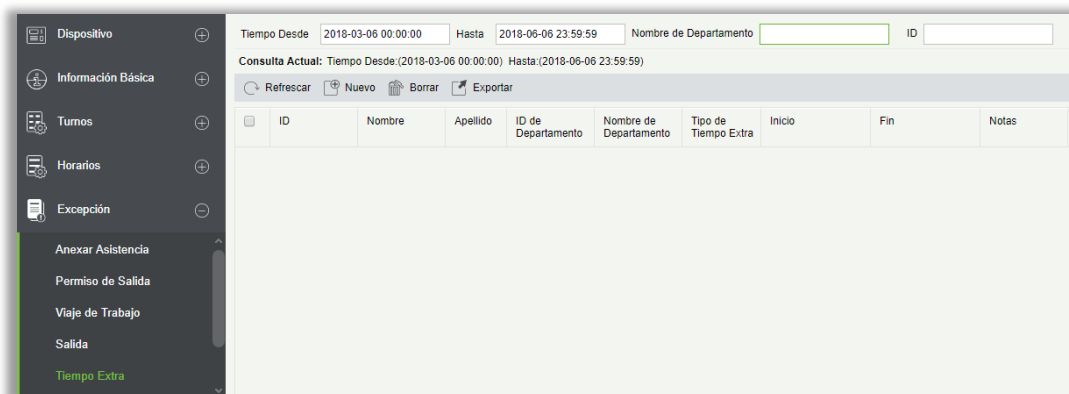 Dispositivo
Información Básica
Turnos
Horarios
Excepción
Anexar Asistencia
Permiso de Salida
Viaje de Trabajo
Salida
Tiempo Extra
Tiempo Desde 2018-03-06 00:00:00 Hasta 2018-06-06 23:59:59 Nombre de Departamento ID
Consulta Actual: Tiempo Desde:(2018-03-06 00:00:00) Hasta:(2018-06-06 23:59:59)
Refrescar Nuevo Borrar Exportar
ID Nombre Apellido ID de Departamento Nombre de Departamento Tipo de Tiempo Extra Inicio Fin Notas